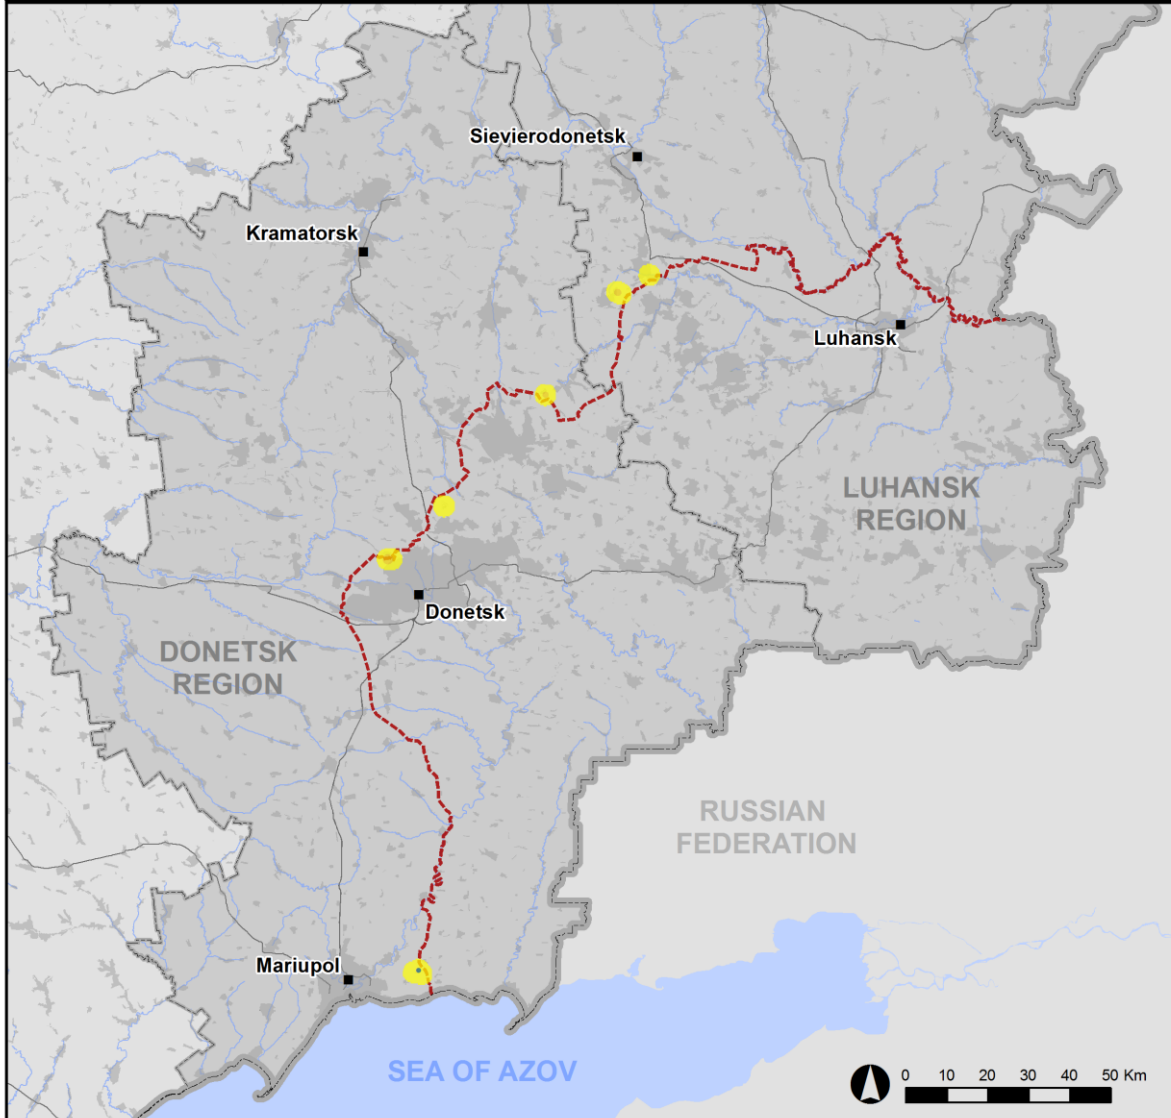 Sievierodonetsk
Kramatorsk
Luhansk
LUHANSK
REGION
Donetsk
DONETSK
REGION
RUSSIAN
FEDERATION
Mariupol
SEA OF AZOV
0 10 20 30 40 50 Km